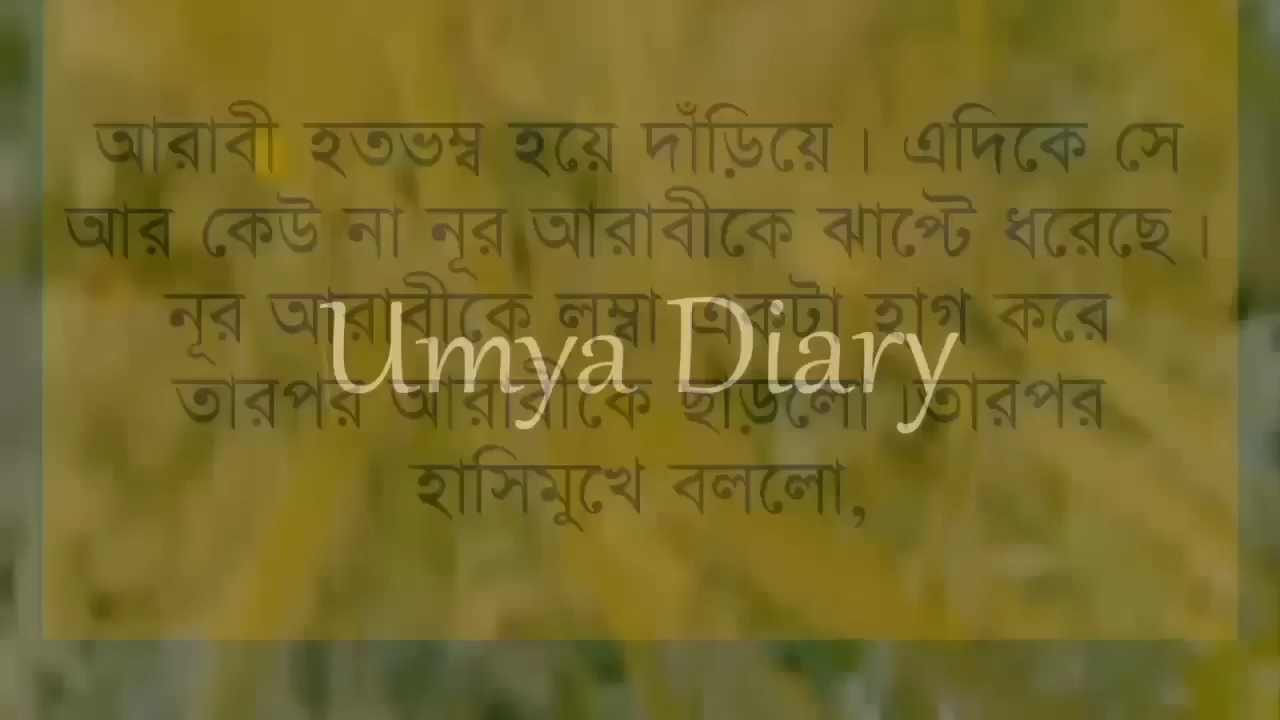 আরাবী হতভম্ব হয়ে দাঁড়িয়ে। এদিকে সে
আর কেউ না নূর আরাবীকে ঝাপ্টে ধরেছে।
নূর আরাবীকে লম্বা একটা হাগ করে
Umya Diary
তারপর আরাবীকে ছাড়লো।তারপর
হাসিমুখে বললো,